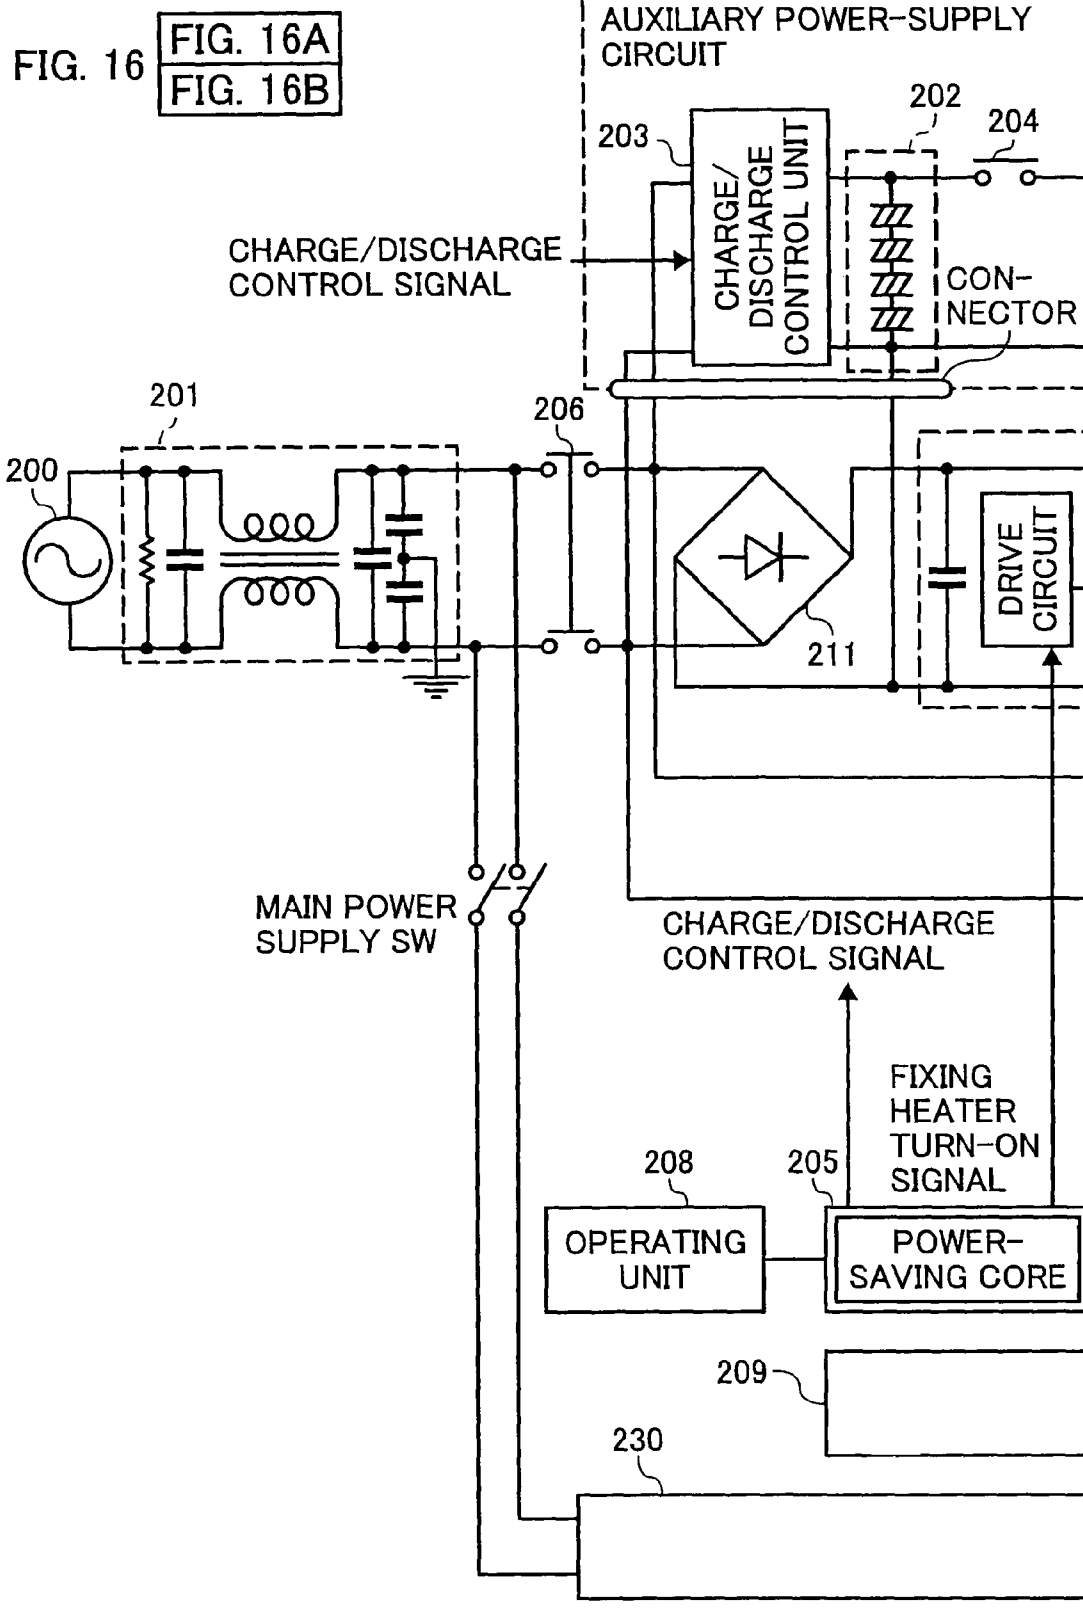 FIG. 16
FIG. 16A
FIG. 16B
AUXILIARY POWER-SUPPLY
CIRCUIT
202
203
204
CHARGE/
DISCHARGE
CONTROL UNIT
CHARGE/DISCHARGE
CONTROL SIGNAL
CON-
NECTOR
201
206
200
DRIVE
CIRCUIT
211
MAIN POWER
SUPPLY SW
CHARGE/DISCHARGE
CONTROL SIGNAL
FIXING
HEATER
TURN-ON
SIGNAL
208
205
OPERATING
UNIT
POWER-
SAVING CORE
209
230